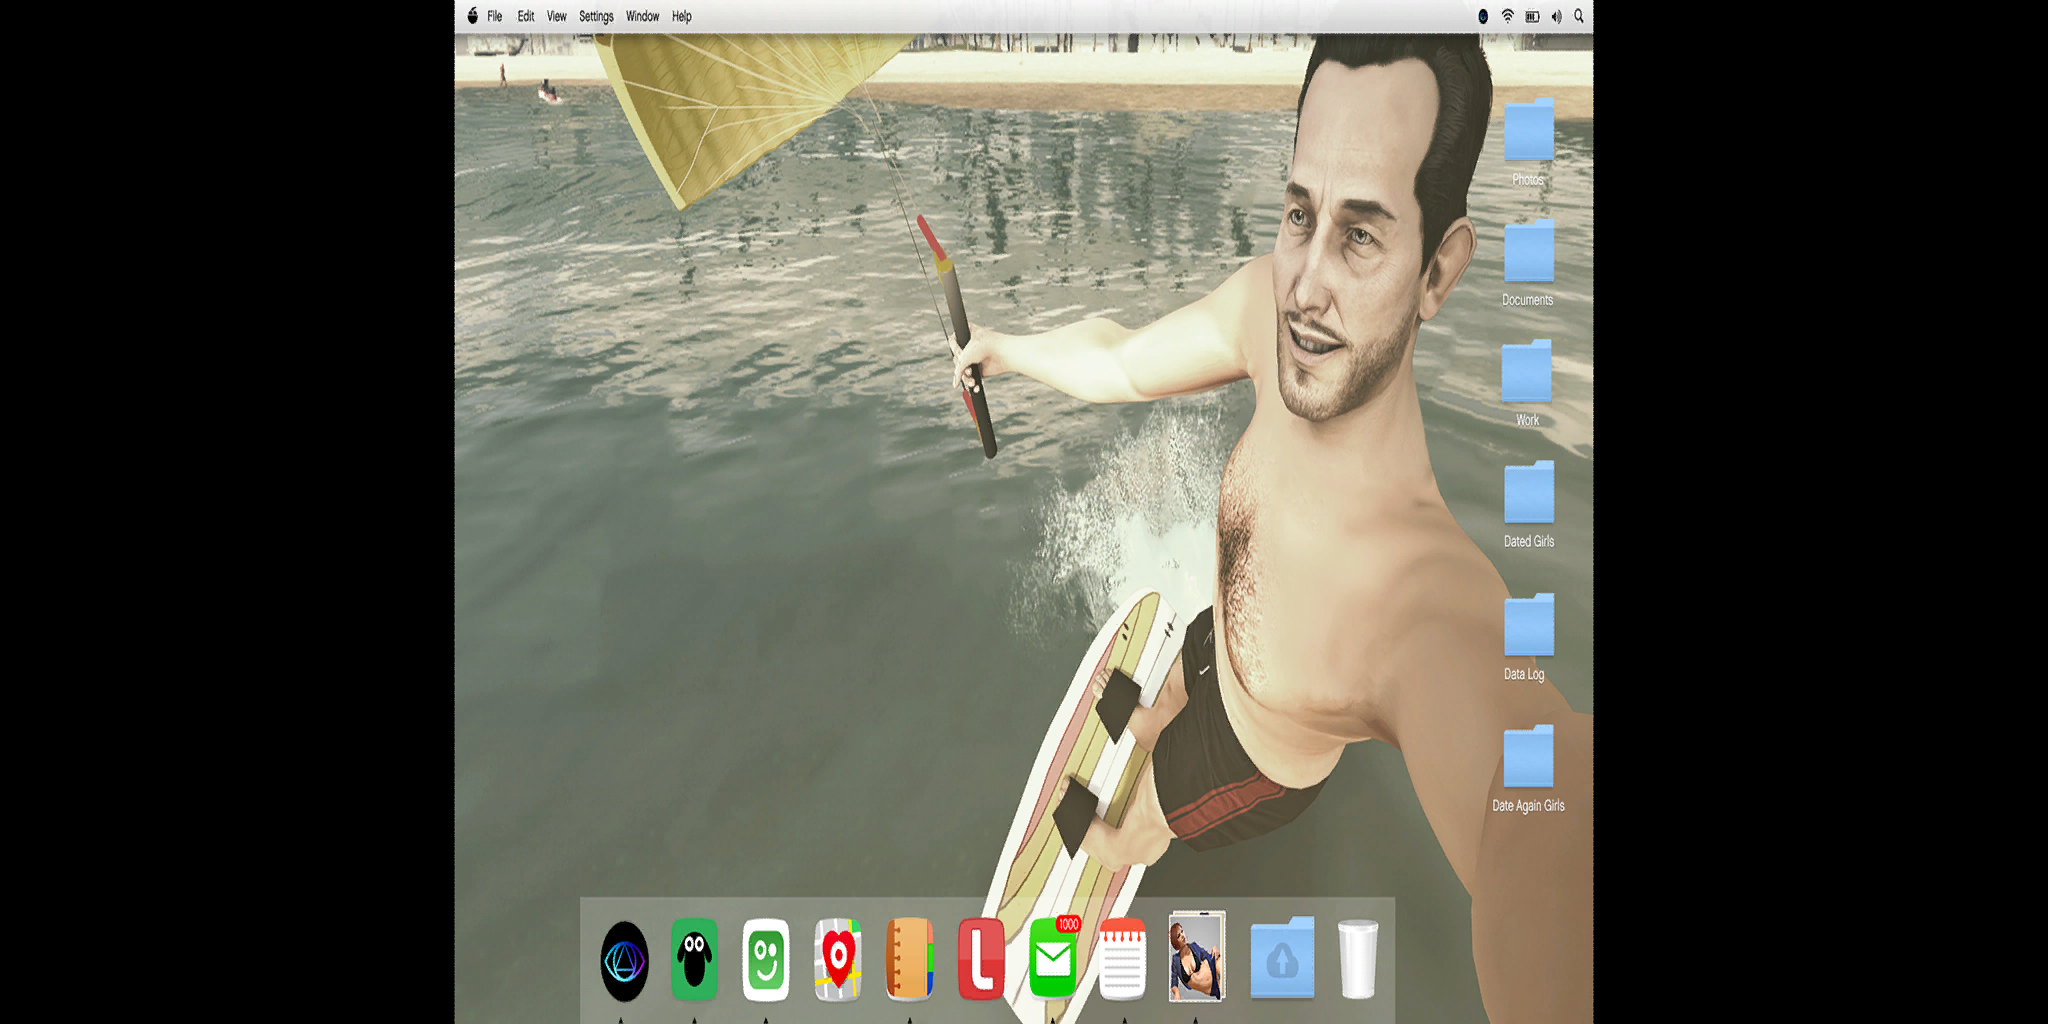 File Edit View Settings Window Help
Photos
Documents
Work
Dated Girls
Data Log
Date Again Girls
L
1000